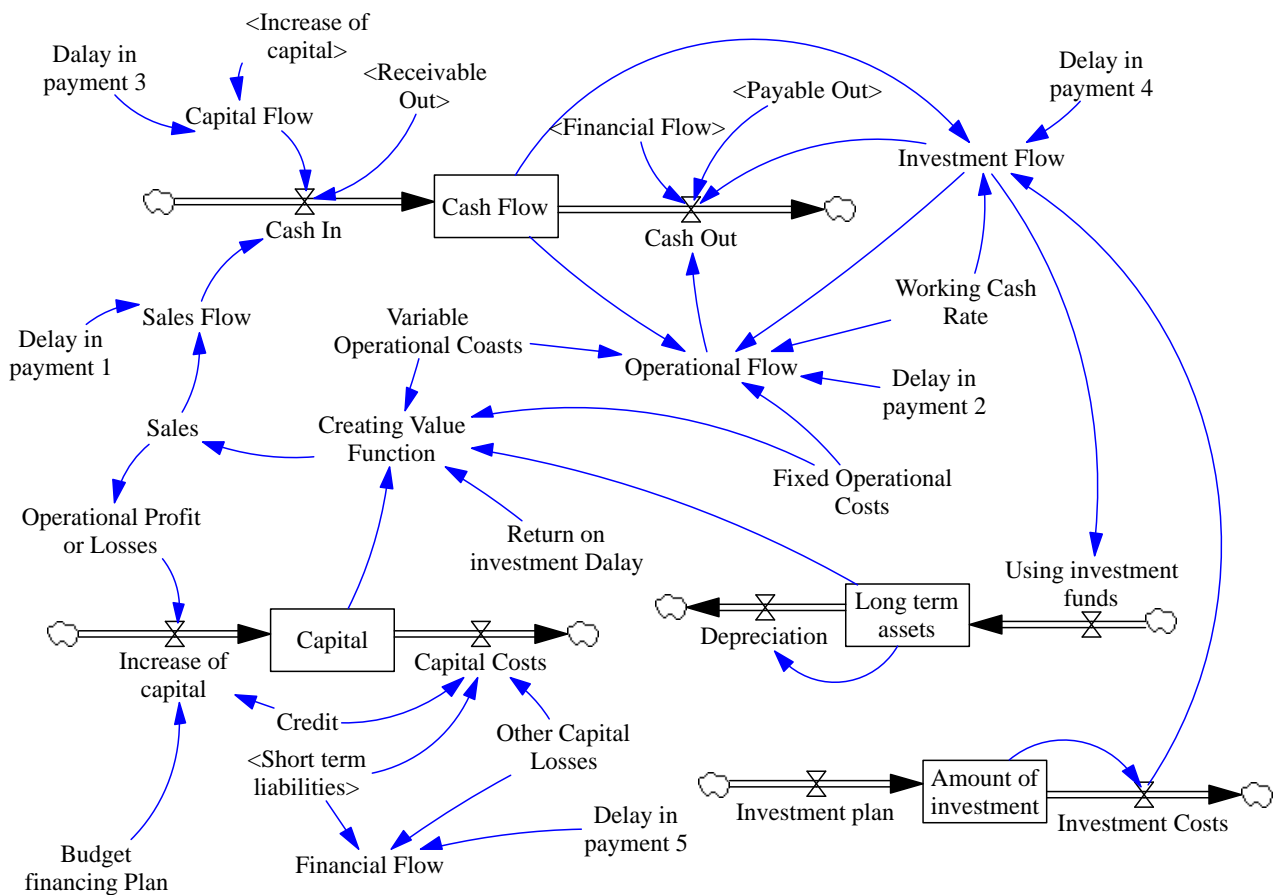 <Increase of
capital>
Dalay in
payment 3
<Receivable
Out>
Delay in
payment 4
<Payable Out>
Capital Flow
<Financial Flow>
Investment Flow
Cash Flow
Cash In
Cash Out
Working Cash
Rate
Sales Flow
Variable
Operational Coasts
Delay in
payment 1
Operational Flow
Delay in
payment 2
Sales
Creating Value
Function
Fixed Operational
Costs
Operational Profit
or Losses
Return on
investment Dalay
Using investment
funds
Long term
assets
Depreciation
Capital
Increase of
capital
Capital Costs
Credit
Other Capital
Losses
<Short term
liabilities>
Amount of
investment
Investment plan
Investment Costs
Delay in
payment 5
Budget
financing Plan
Financial Flow